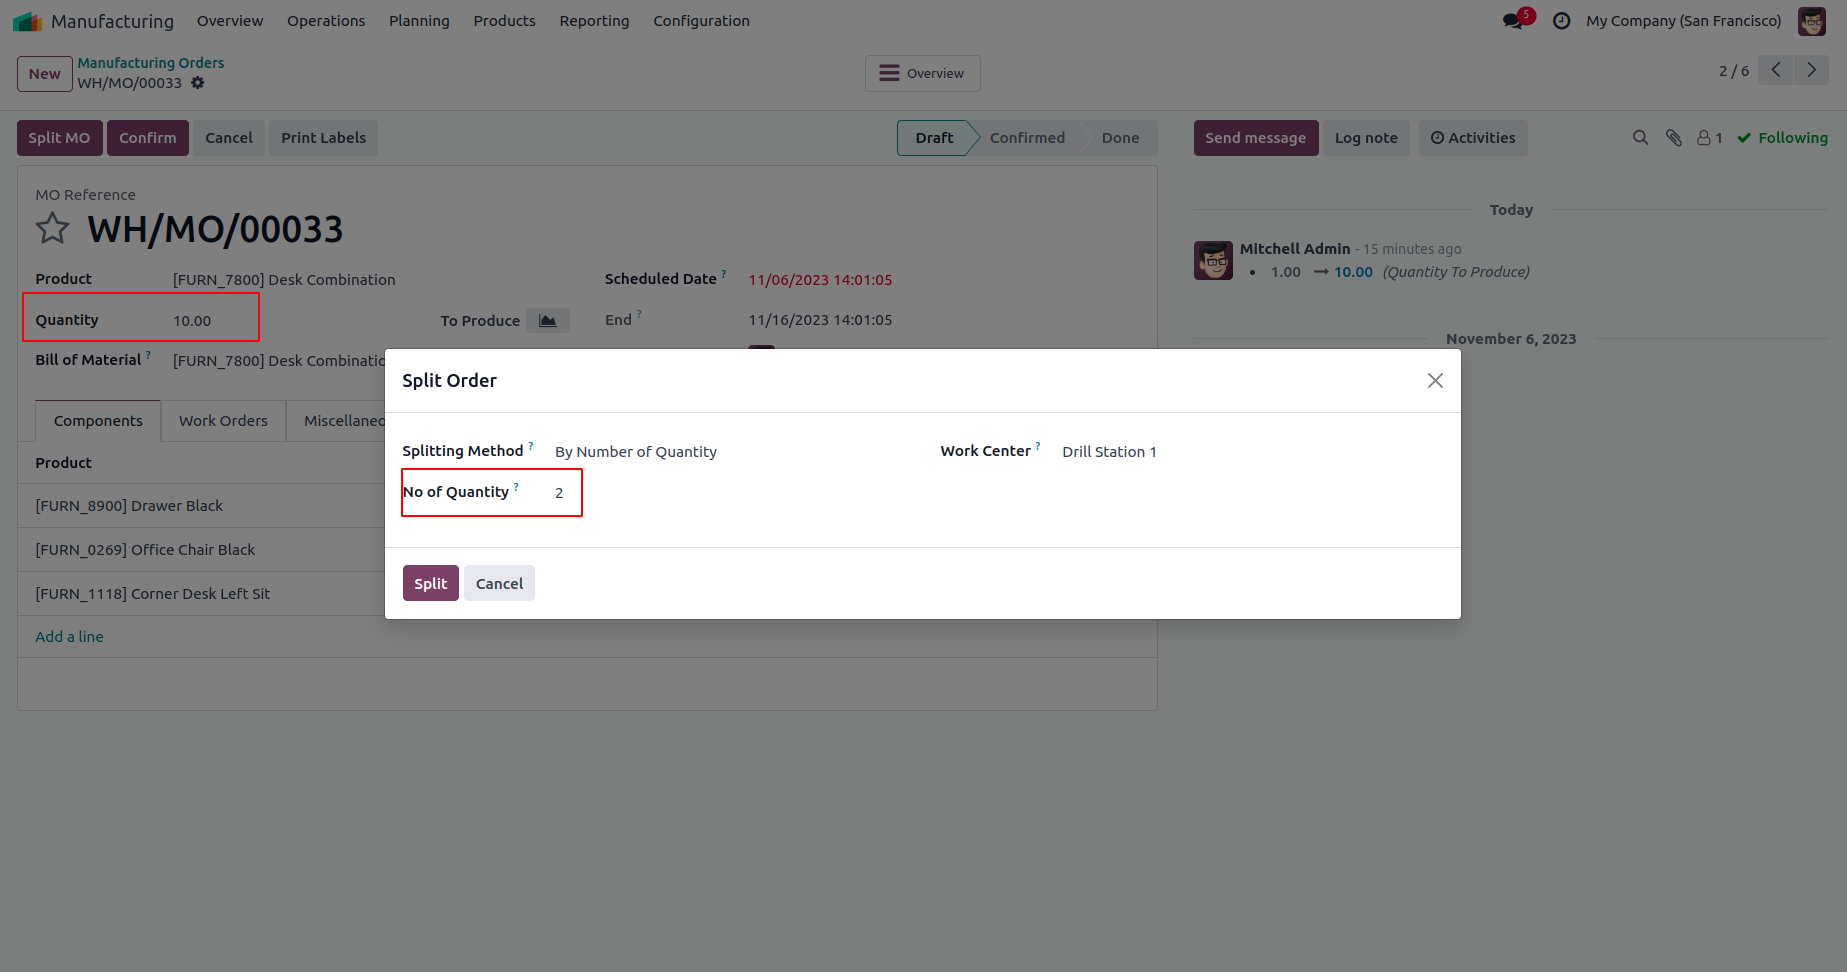 Manufacturing Overview Operations Planning Products Reporting Configuration 5 My Company (San Francisco)
New Manufacturing Orders
WH/MO/00033 Overview 2 / 6
Split MO Confirm Cancel Print Labels Draft Confirmed Done Send message Log note Activities 1 Following
MO Reference
WH/MO/00033
Today
Mitchell Admin - 15 minutes ago
• 1.00 → 10.00 (Quantity To Produce)
Product [FURN_7800] Desk Combination Scheduled Date ? 11/06/2023 14:01:05
Quantity 10.00 To Produce End ? 11/16/2023 14:01:05
November 6, 2023
Bill of Material ? [FURN_7800] Desk Combinatio
Components Work Orders Miscellaneo
Product
[FURN_8900] Drawer Black
[FURN_0269] Office Chair Black
[FURN_1118] Corner Desk Left Sit
Add a line
Split Order
Splitting Method ? By Number of Quantity Work Center ? Drill Station 1
No of Quantity ? 2
Split Cancel